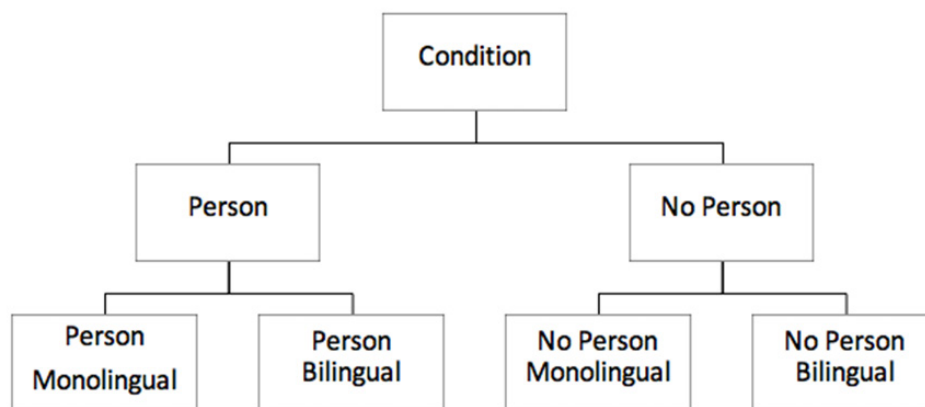 Condition
Person
No Person
Person
Monolingual
Person
Bilingual
No Person
Monolingual
No Person
Bilingual